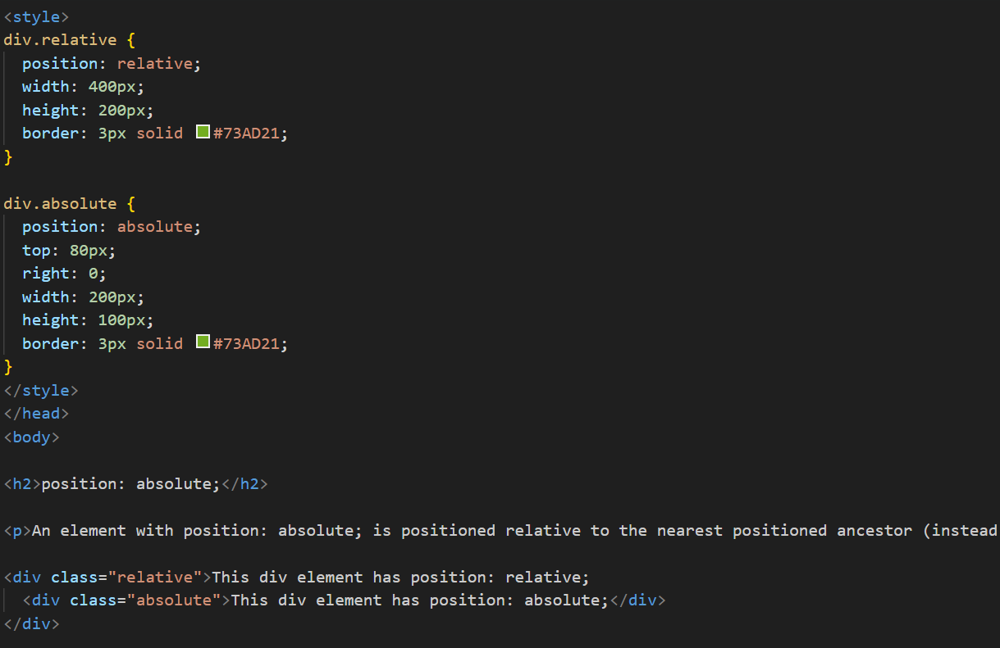 <style>
div.relative {
  position: relative;
  width: 400px;
  height: 200px;
  border: 3px solid #73AD21;
}

div.absolute {
  position: absolute;
  top: 80px;
  right: 0;
  width: 200px;
  height: 100px;
  border: 3px solid #73AD21;
}
</style>
</head>
<body>

<h2>position: absolute;</h2>

<p>An element with position: absolute; is positioned relative to the nearest positioned ancestor (instead

<div class="relative">This div element has position: relative;
  <div class="absolute">This div element has position: absolute;</div>
</div>